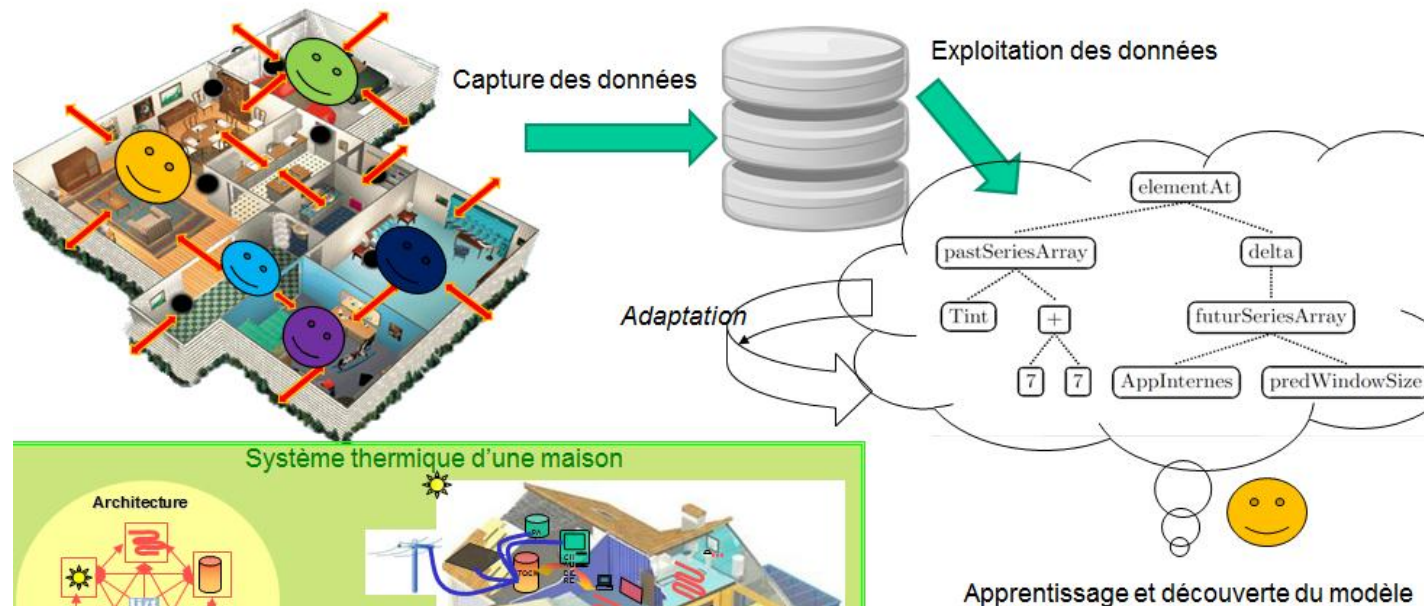 Capture des données
Exploitation des données
elementAt
pastSeriesArray
delta
Tint
+
futurSeriesArray
7
7
AppInternes
predWindowSize
Adaptation
Système thermique d'une maison
Architecture
Apprentissage et découverte du modèle